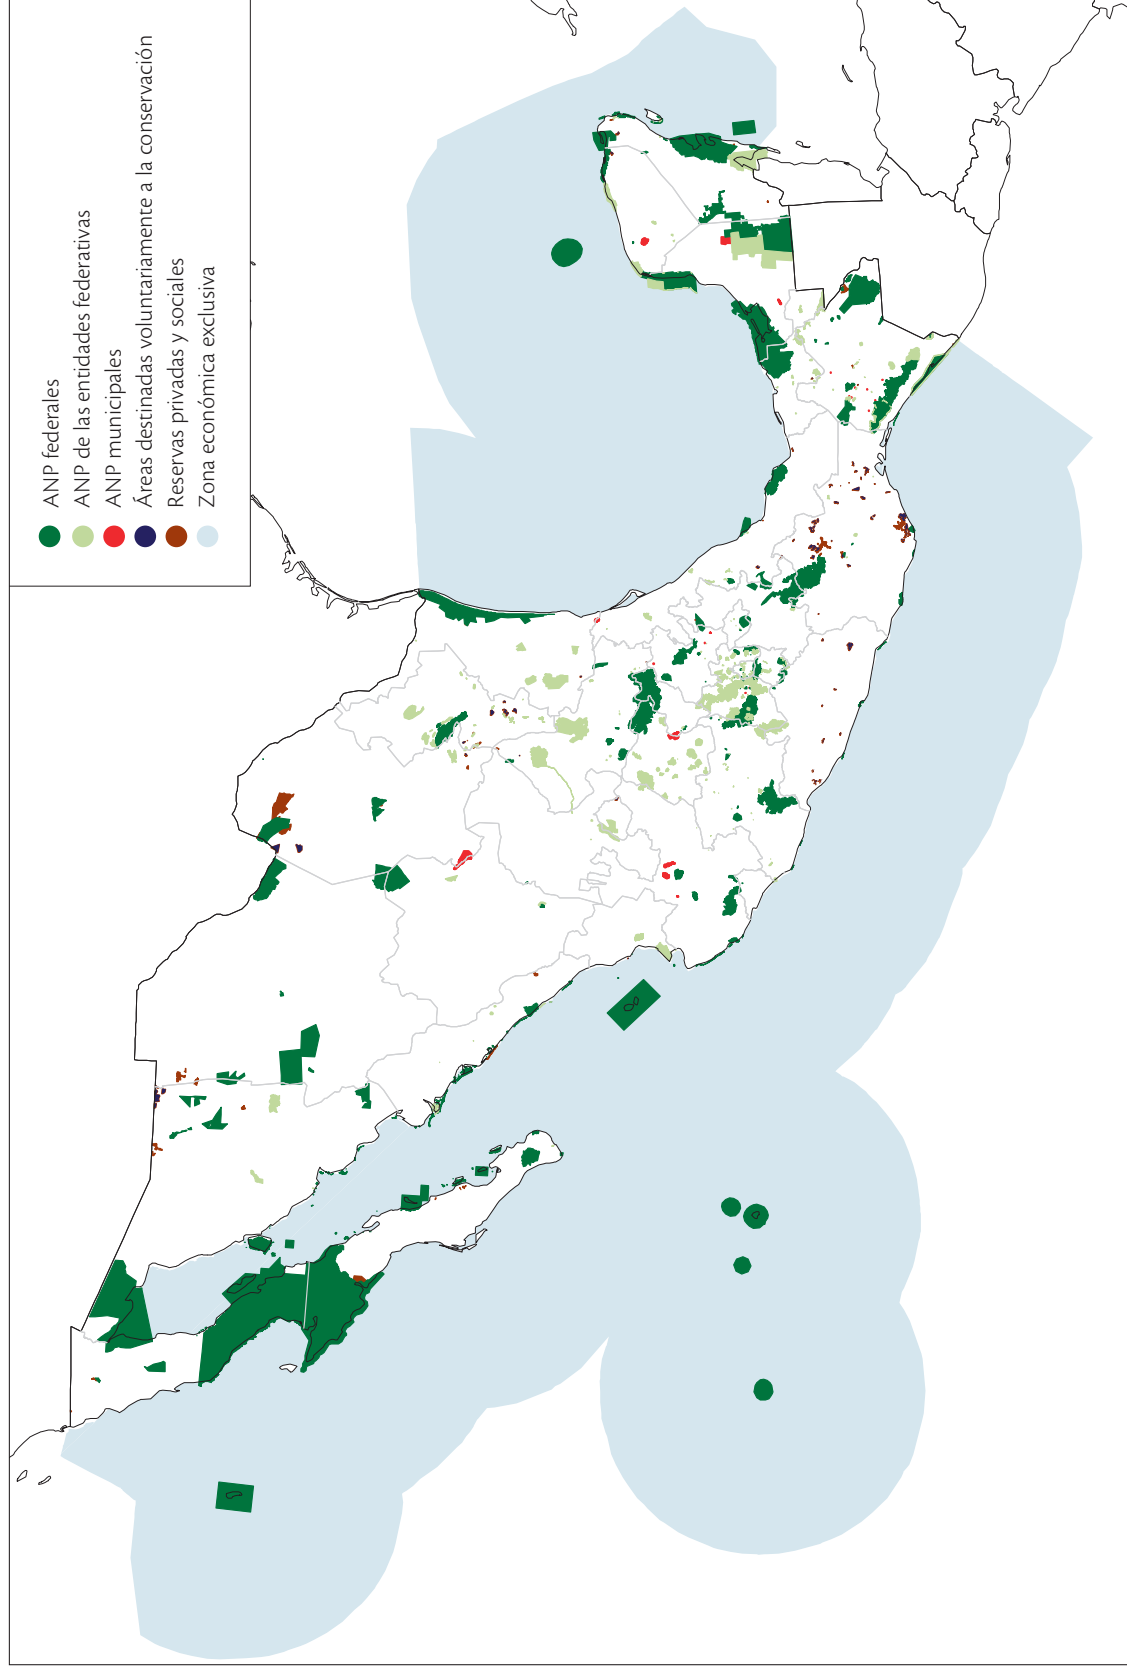 ANP federales
ANP de las entidades federativas
ANP municipales
Áreas destinadas voluntariamente a la conservación
Reservas privadas y sociales
Zona económica exclusiva